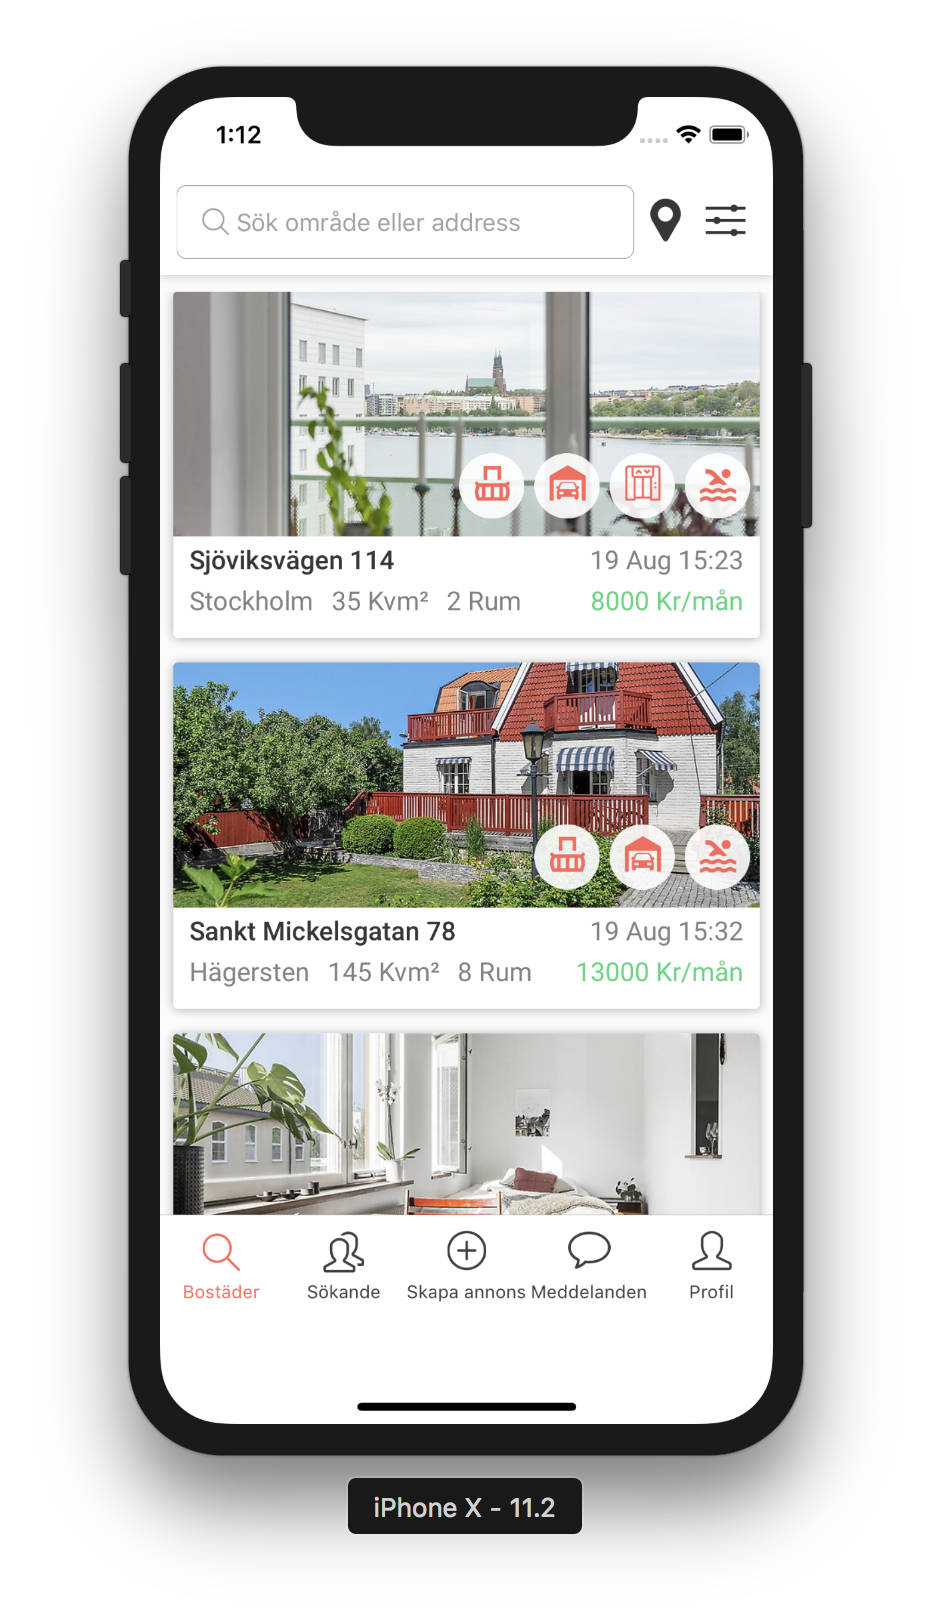 1:12
Sök område eller address
Sjöviksvägen 114
19 Aug 15:23
Stockholm 35 Kvm² 2 Rum
8000 Kr/mån
Sankt Mickelsgatan 78
19 Aug 15:32
Hägersten 145 Kvm² 8 Rum
13000 Kr/mån
Bostäder
Sökande
Skapa annons
Meddelanden
Profil
iPhone X - 11.2